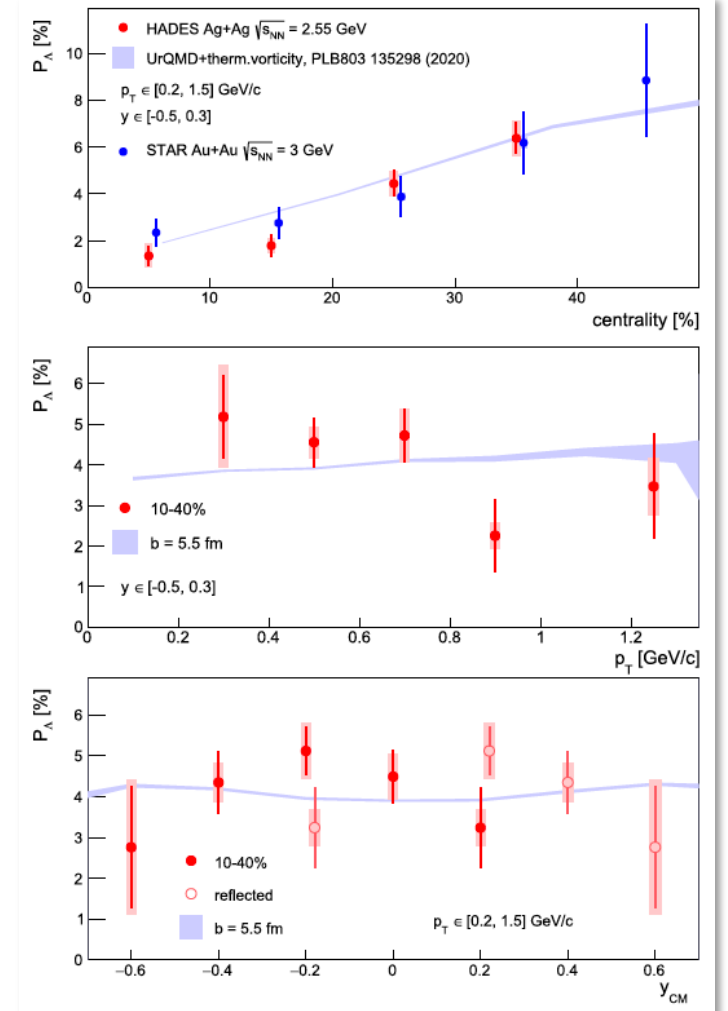 P_Λ [%]
HADES Ag+Ag √s_NN = 2.55 GeV
UrQMD+therm.vorticity, PLB803 135298 (2020)
p_T ∈ [0.2, 1.5] GeV/c
y ∈ [-0.5, 0.3]
STAR Au+Au √s_NN = 3 GeV
10
8
6
4
2
0
0 10 20 30 40
centrality [%]
P_Λ [%]
6
5
4
3
2
1
0
10-40%
b = 5.5 fm
y ∈ [-0.5, 0.3]
0 0.2 0.4 0.6 0.8 1 1.2
p_T [GeV/c]
P_Λ [%]
6
5
4
3
2
1
0
10-40%
reflected
b = 5.5 fm
p_T ∈ [0.2, 1.5] GeV/c
−0.6 −0.4 −0.2 0 0.2 0.4 0.6
y_CM